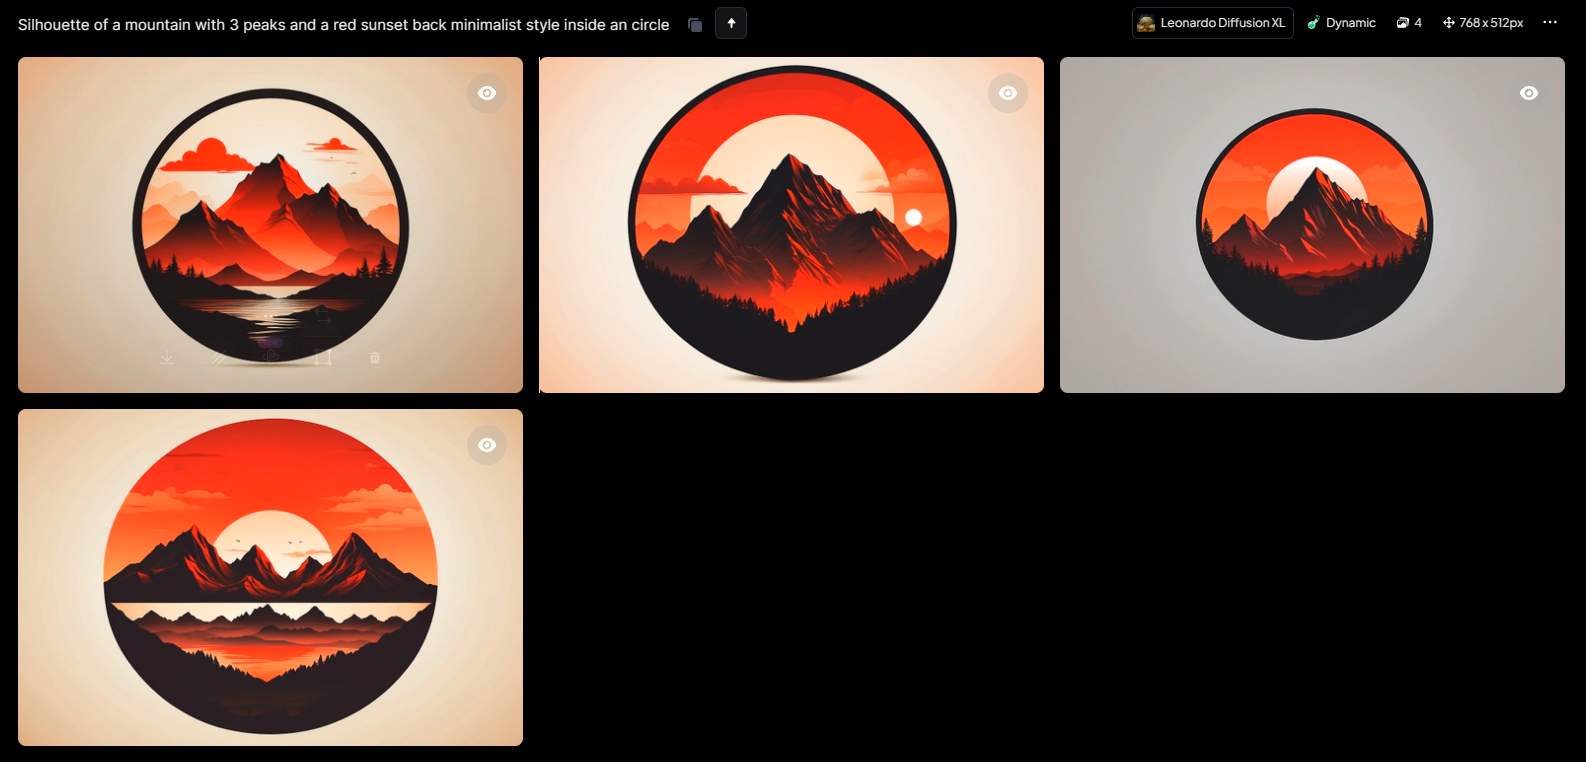 Silhouette of a mountain with 3 peaks and a red sunset back minimalist style inside an circle
Leonardo Diffusion XL
Dynamic
4
768 x 512px